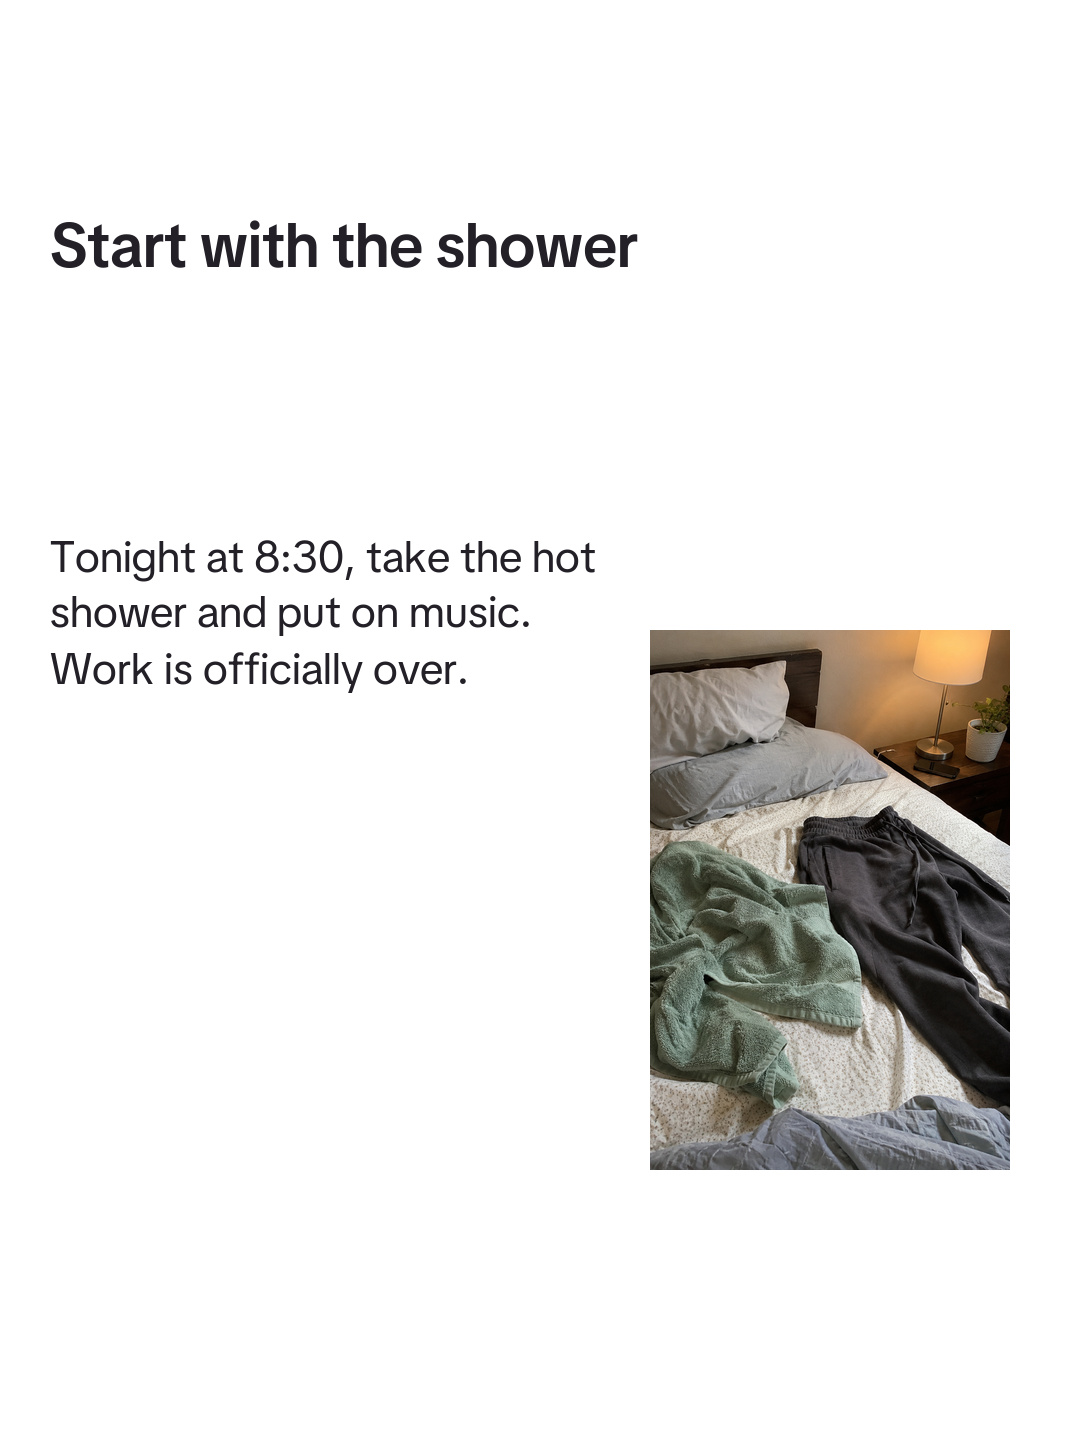 Start with the shower
Tonight at 8:30, take the hot
shower and put on music.
Work is officially over.